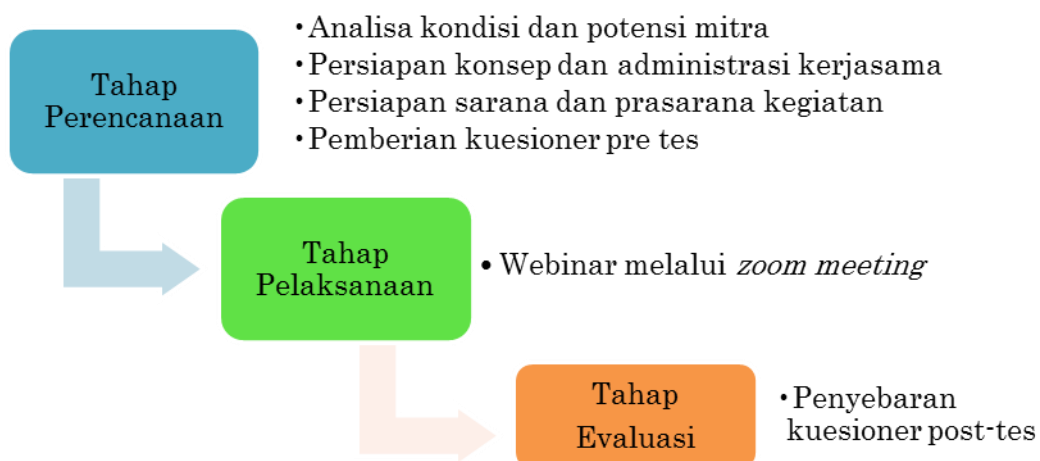 Tahap
Perencanaan
•Analisa kondisi dan potensi mitra
•Persiapan konsep dan administrasi kerjasama
•Persiapan sarana dan prasarana kegiatan
•Pemberian kuesioner pre tes
Tahap
Pelaksanaan
• Webinar melalui zoom meeting
Tahap
Evaluasi
•Penyebaran
kuesioner post-tes